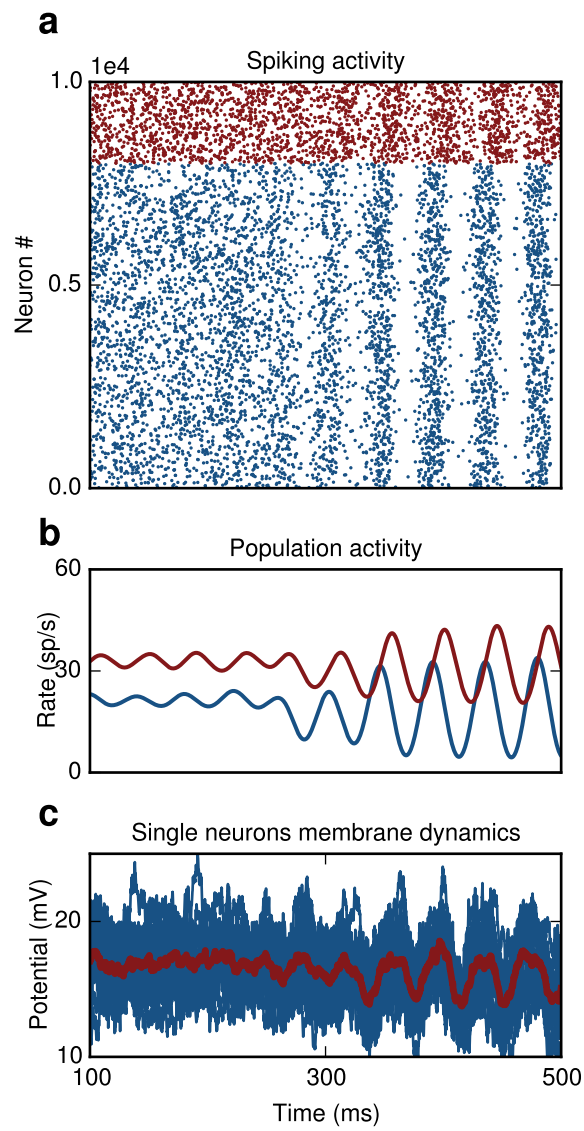 a
1e4
Spiking activity
1.0
0.5
0.0
Neuron #
b
Population activity
60
30
0
Rate (sp/s)
c
Single neurons membrane dynamics
20
10
Potential (mV)
100 300 500
Time (ms)